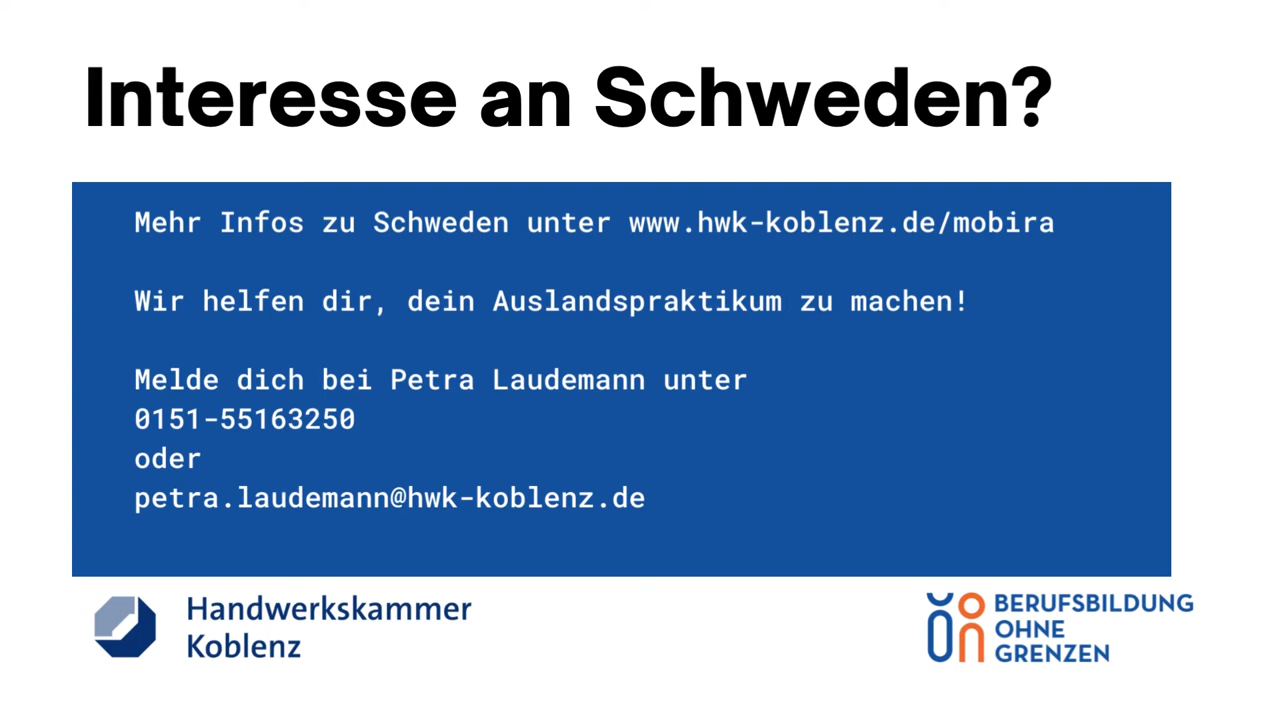 Interesse an Schweden?
Mehr Infos zu Schweden unter www.hwk-koblenz.de/mobira
Wir helfen dir, dein Auslandspraktikum zu machen!
Melde dich bei Petra Laudemann unter
0151-55163250
oder
petra.laudemann@hwk-koblenz.de
Handwerkskammer
Koblenz
BERUFSBILDUNG
OHNE
GRENZEN